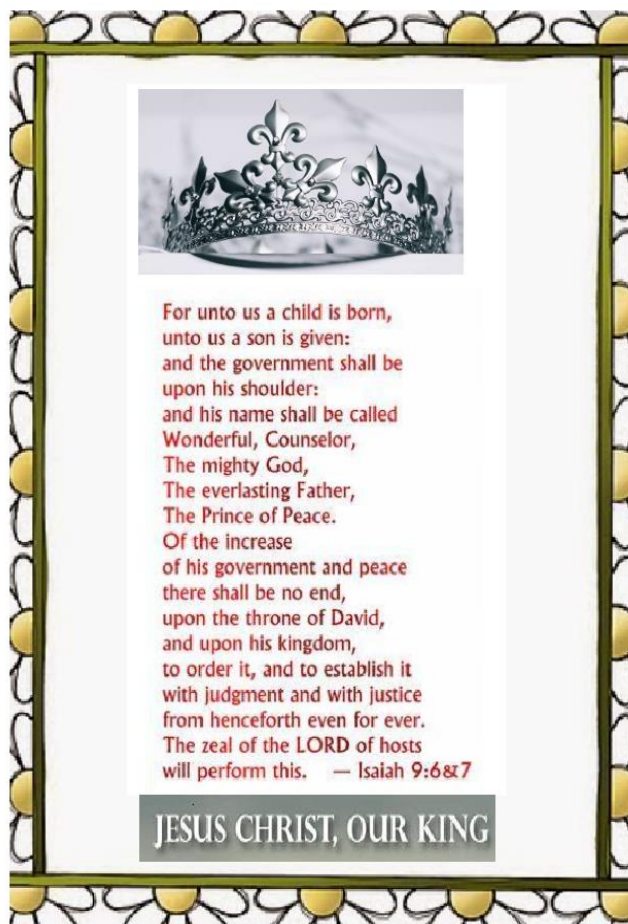 For unto us a child is born,
unto us a son is given:
and the government shall be
upon his shoulder:
and his name shall be called
Wonderful, Counselor,
The mighty God,
The everlasting Father,
The Prince of Peace.
Of the increase
of his government and peace
there shall be no end,
upon the throne of David,
and upon his kingdom,
to order it, and to establish it
with judgment and with justice
from henceforth even for ever.
The zeal of the LORD of hosts
will perform this. — Isaiah 9:6&7
JESUS CHRIST, OUR KING